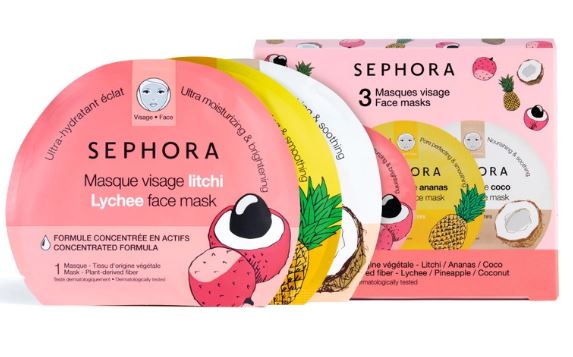 Ultra-hydratant éclat
Visage • Face
Ultra moisturizing & brightening
SEPHORA
Masque visage litchi
Lychee face mask
FORMULE CONCENTRÉE EN ACTIFS
CONCENTRATED FORMULA
1 Masque - Tissu d'origine végétale
Mask - Plant-derived fiber
Testé dermatologiquement • Dermatologically tested
& smoothing
& soothing
SEPHORA
3 Masques visage
Face masks
Pore perfecting & smoothing
ananas
mask
Nourishing & soothing
coco
mask
gine végétale - Litchi / Ananas / Coco
ed fiber - Lychee / Pineapple / Coconut
Dermatologically tested